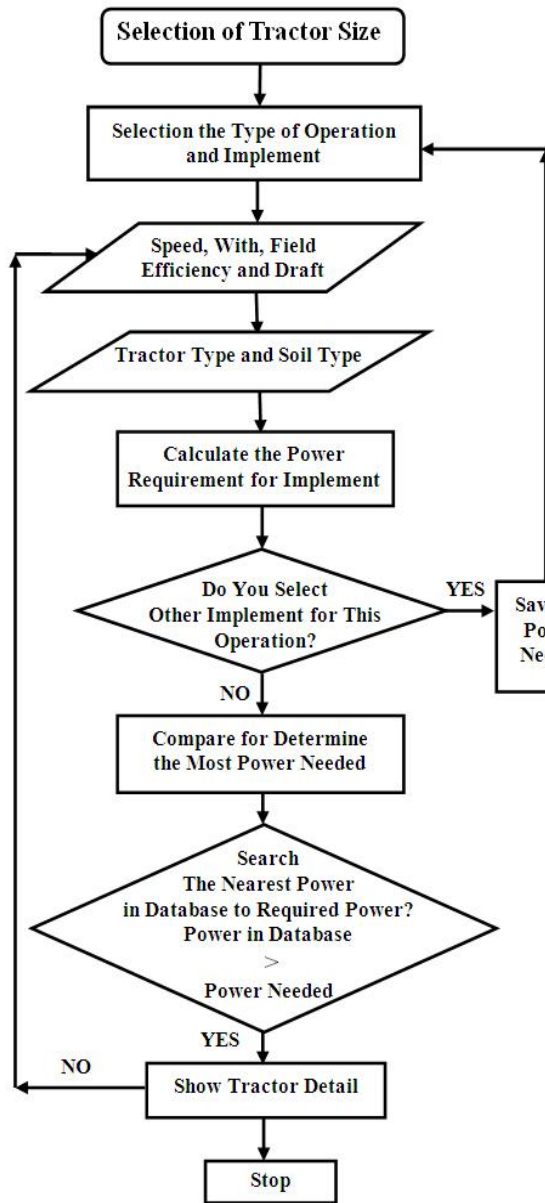 Selection of Tractor Size
Selection the Type of Operation
and Implement
Speed, With, Field
Efficiency and Draft
Tractor Type and Soil Type
Calculate the Power
Requirement for Implement
Do You Select
Other Implement for This
Operation?
YES
NO
Compare for Determine
the Most Power Needed
Search
The Nearest Power
in Database to Required Power?
Power in Database
>
Power Needed
YES
NO
Show Tractor Detail
Stop